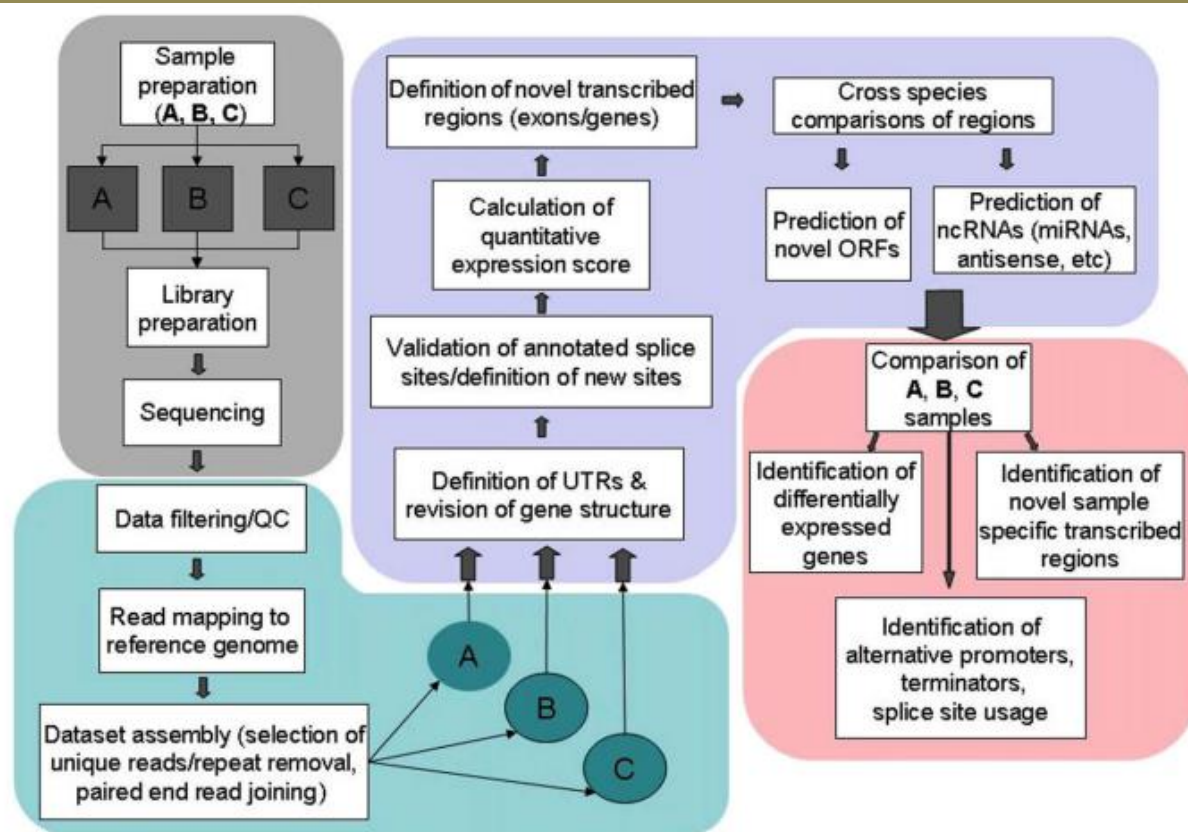 Sample
preparation
(A, B, C)
A
B
C
Library
preparation
Sequencing
Data filtering/QC
Read mapping to
reference genome
Dataset assembly (selection of
unique reads/repeat removal,
paired end read joining)
A
B
C
Definition of UTRs &
revision of gene structure
Validation of annotated splice
sites/definition of new sites
Calculation of
quantitative
expression score
Definition of novel transcribed
regions (exons/genes)
Cross species
comparisons of regions
Prediction of
novel ORFs
Prediction of
ncRNAs (miRNAs,
antisense, etc)
Comparison of
A, B, C
samples
Identification of
differentially
expressed
genes
Identification of
novel sample
specific transcribed
regions
Identification of
alternative promoters,
terminators,
splice site usage